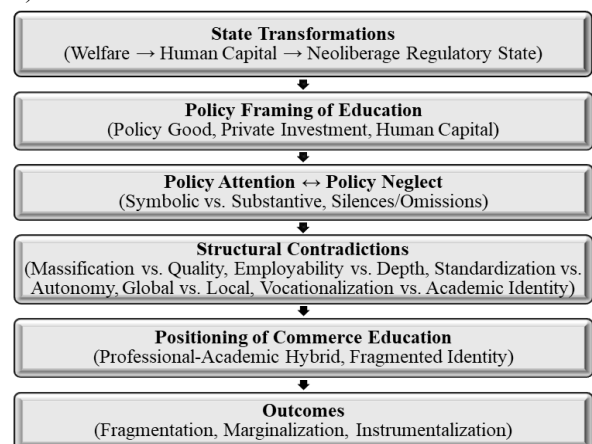 State Transformations
(Welfare → Human Capital → Neoliberage Regulatory State)
Policy Framing of Education
(Policy Good, Private Investment, Human Capital)
Policy Attention ↔ Policy Neglect
(Symbolic vs. Substantive, Silences/Omissions)
Structural Contradictions
(Massification vs. Quality, Employability vs. Depth, Standardization vs.
Autonomy, Global vs. Local, Vocationalization vs. Academic Identity)
Positioning of Commerce Education
(Professional-Academic Hybrid, Fragmented Identity)
Outcomes
(Fragmentation, Marginalization, Instrumentalization)